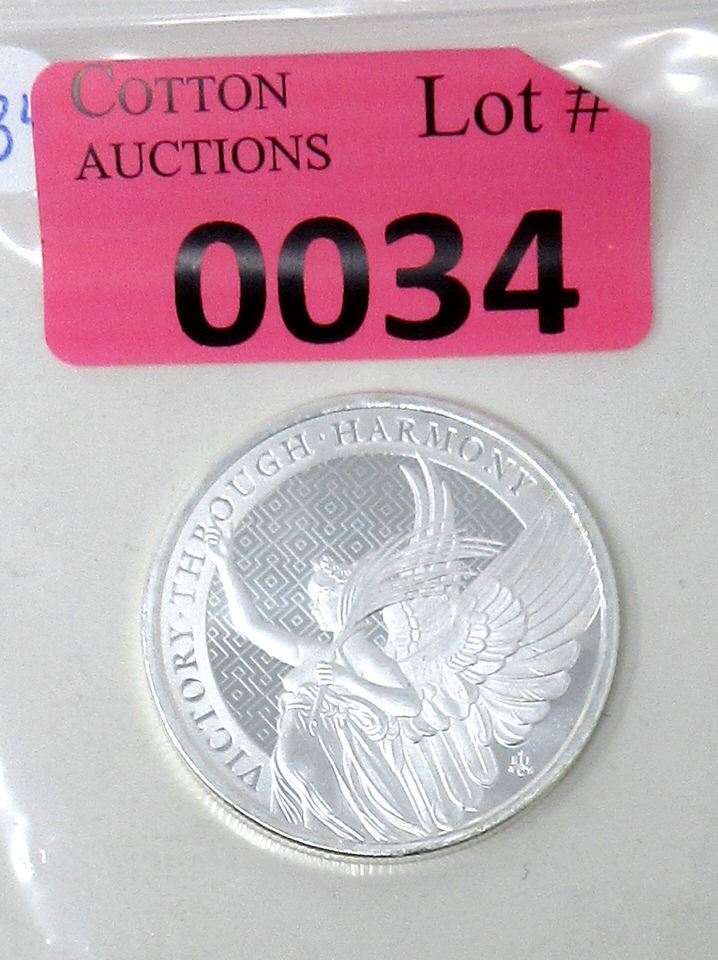 COTTON
AUCTIONS
Lot #
0034
VICTORY · THROUGH · HARMONY